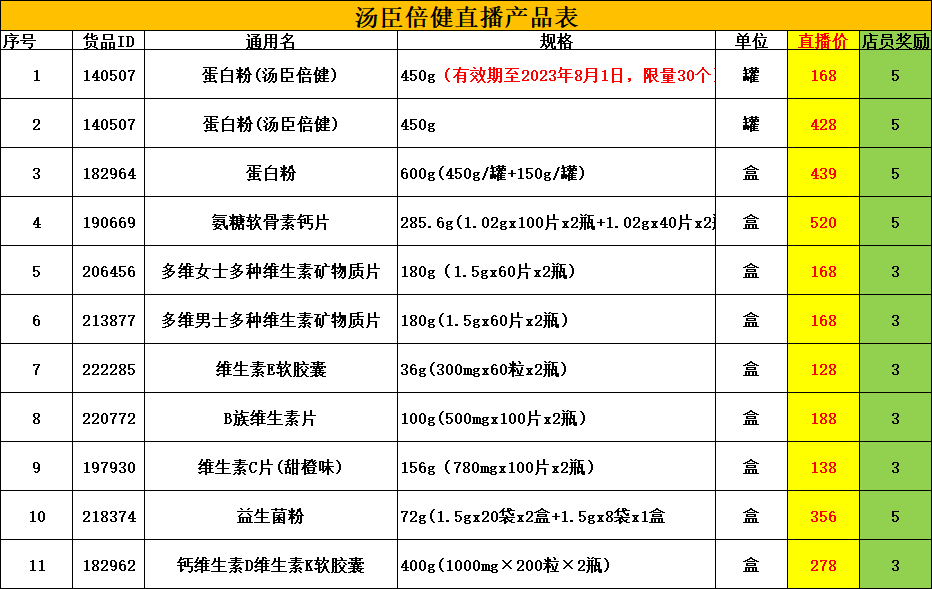 汤臣倍健直播产品表
序号 货品ID 通用名 规格 单位 直播价 店员奖励
1 140507 蛋白粉(汤臣倍健) 450g（有效期至2023年8月1日，限量30个 罐 168 5
2 140507 蛋白粉(汤臣倍健) 450g 罐 428 5
3 182964 蛋白粉 600g(450g/罐+150g/罐) 盒 439 5
4 190669 氨糖软骨素钙片 285.6g(1.02gx100片x2瓶+1.02gx40片x2瓶 盒 520 5
5 206456 多维女士多种维生素矿物质片 180g（1.5gx60片x2瓶) 盒 168 3
6 213877 多维男士多种维生素矿物质片 180g(1.5gx60片x2瓶) 盒 168 3
7 222285 维生素E软胶囊 36g(300mgx60粒x2瓶) 盒 128 3
8 220772 B族维生素片 100g(500mgx100片x2瓶) 盒 188 3
9 197930 维生素C片(甜橙味) 156g（780mgx100片x2瓶) 盒 138 3
10 218374 益生菌粉 72g(1.5gx20袋x2盒+1.5gx8袋x1盒 盒 356 5
11 182962 钙维生素D维生素K软胶囊 400g(1000mg×200粒×2瓶) 盒 278 3